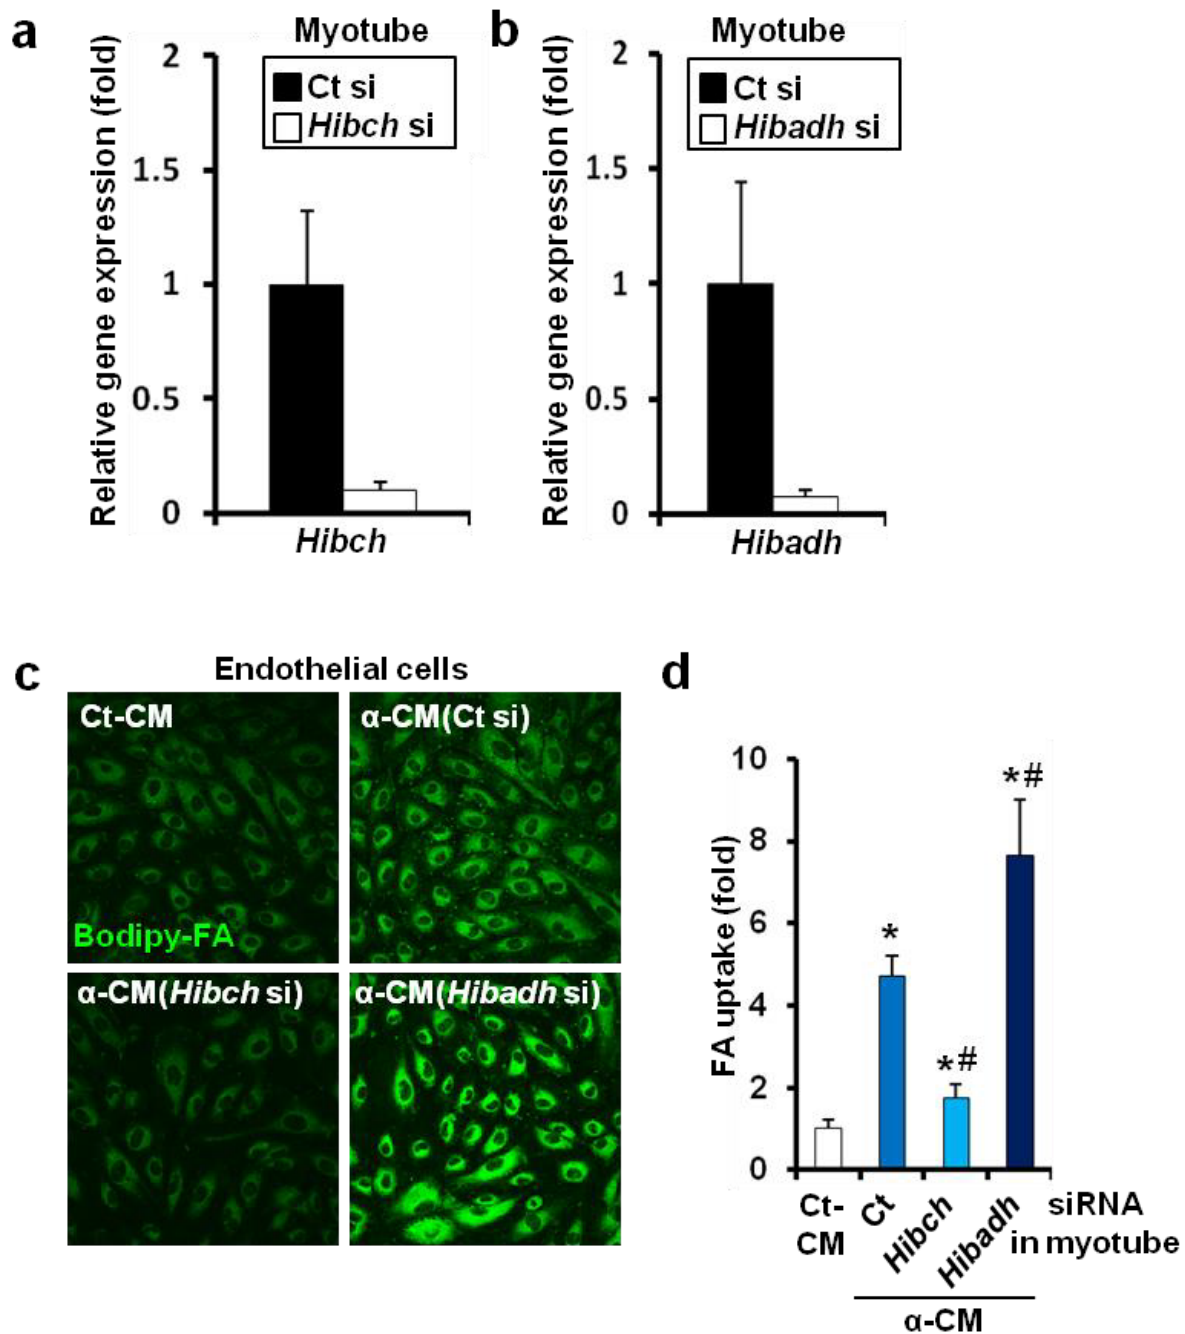 a
Myotube
Relative gene expression (fold)
2
1.5
1
0.5
0
Ct si
Hibch si
Hibch
b
Myotube
Relative gene expression (fold)
2
1.5
1
0.5
0
Ct si
Hibadh si
Hibadh
c
Endothelial cells
Ct-CM
α-CM(Ct si)
Bodipy-FA
α-CM(Hibch si)
α-CM(Hibadh si)
d
FA uptake (fold)
10
8
6
4
2
0
*
*#
*#
Ct-
CM
Ct
Hibch
Hibadh
siRNA
in myotube
α-CM